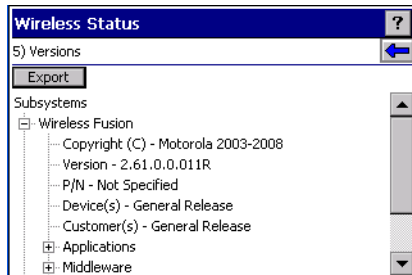 Wireless Status ?
5) Versions
Export
Subsystems
Wireless Fusion
Copyright (C) - Motorola 2003-2008
Version - 2.61.0.0.011R
P/N - Not Specified
Device(s) - General Release
Customer(s) - General Release
Applications
Middleware